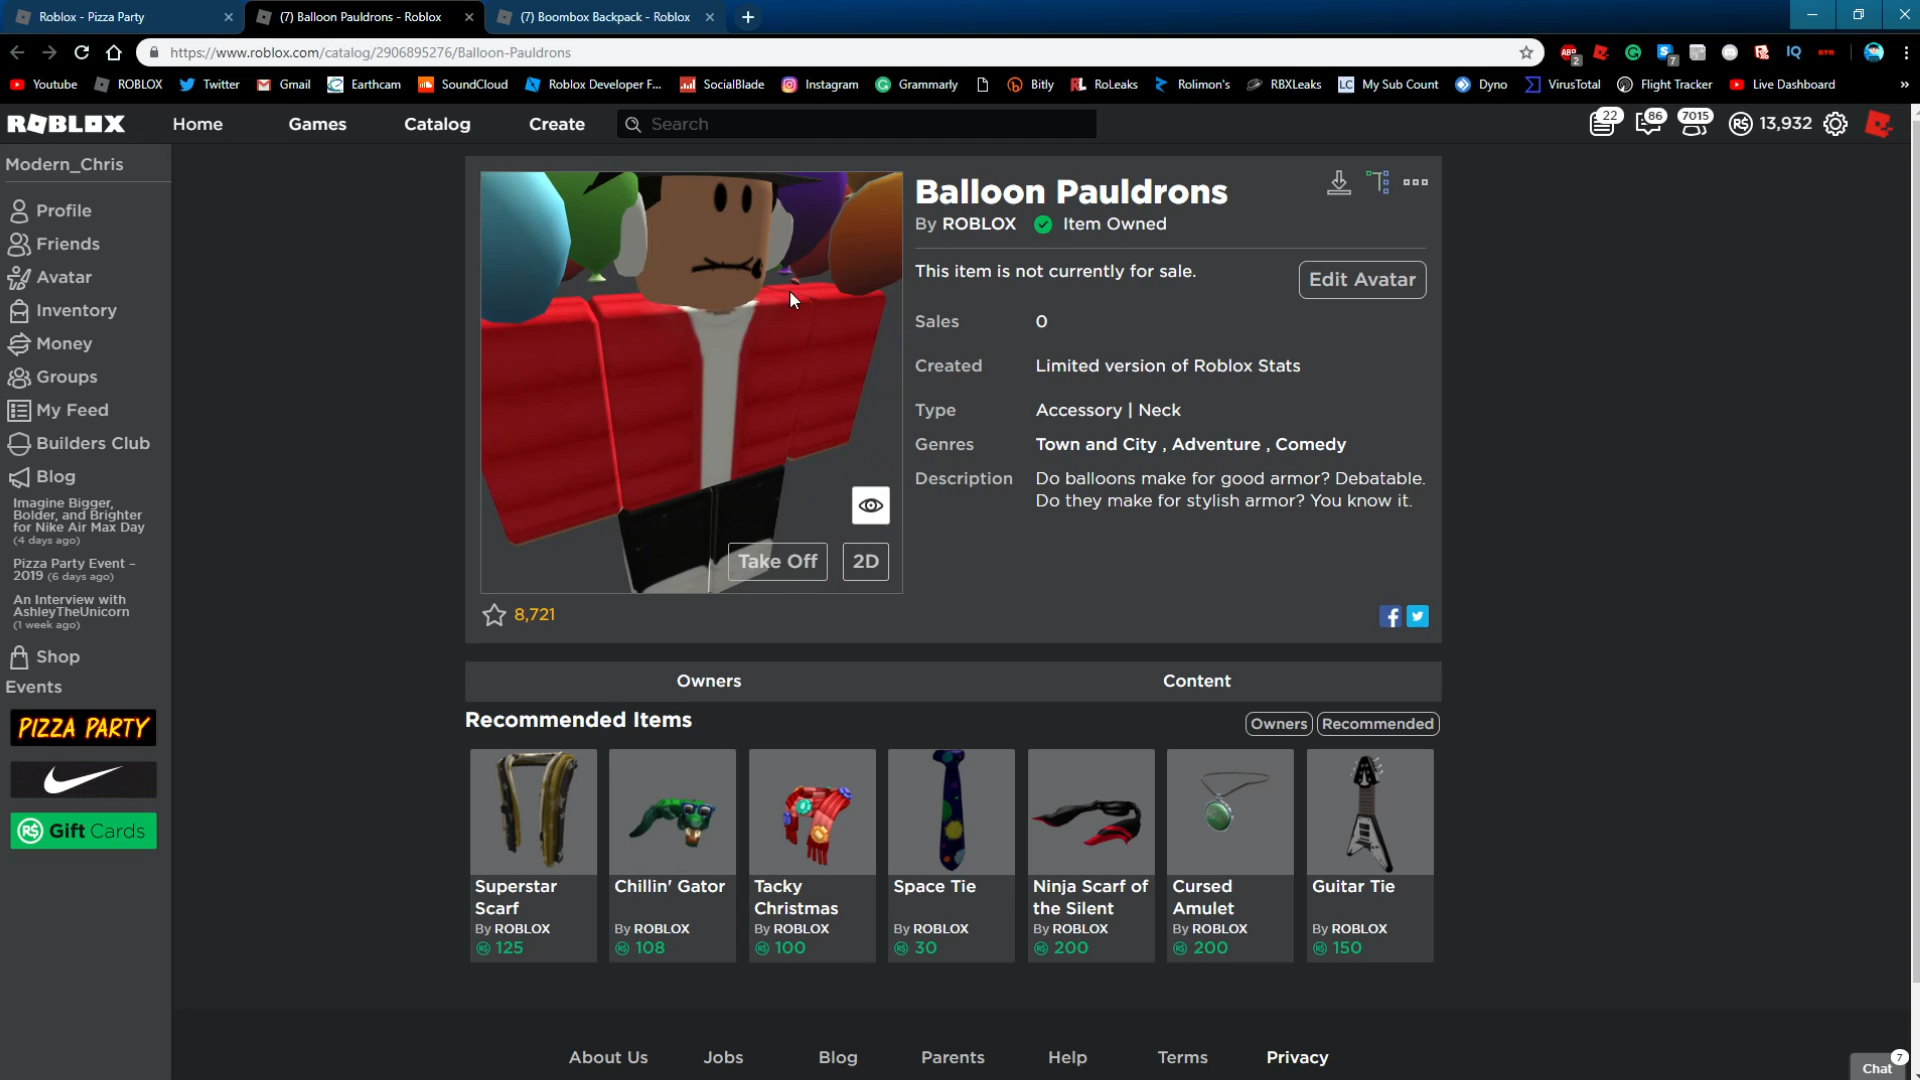 Roblox - Pizza Party
(7) Balloon Pauldrons - Roblox
(7) Boombox Backpack - Roblox
https://www.roblox.com/catalog/2906895276/Balloon-Pauldrons
2
7
IQ
Youtube
ROBLOX
Twitter
Gmail
Earthcam
SoundCloud
Roblox Developer F...
SocialBlade
Instagram
Grammarly
Bitly
RoLeaks
Rolimon's
RBXLeaks
My Sub Count
Dyno
VirusTotal
Flight Tracker
Live Dashboard
ROBLOX
Home
Games
Catalog
Create
Search
22
86
7015
13,932
Modern_Chris
Profile
Friends
Avatar
Inventory
Money
Groups
My Feed
Builders Club
Blog
Imagine Bigger,
Bolder, and Brighter
for Nike Air Max Day
(4 days ago)
Pizza Party Event –
2019 (6 days ago)
An Interview with
AshleyTheUnicorn
(1 week ago)
Shop
Events
PIZZA PARTY
Gift Cards
Balloon Pauldrons
By ROBLOX Item Owned
This item is not currently for sale.
Edit Avatar
Sales 0
Created Limited version of Roblox Stats
Type Accessory | Neck
Genres Town and City , Adventure , Comedy
Description Do balloons make for good armor? Debatable.
Do they make for stylish armor? You know it.
Take Off
2D
8,721
Owners
Content
Recommended Items
Owners
Recommended
Superstar
Scarf
By ROBLOX
125
Chillin' Gator
By ROBLOX
108
Tacky
Christmas
By ROBLOX
100
Space Tie
By ROBLOX
30
Ninja Scarf of
the Silent
By ROBLOX
200
Cursed
Amulet
By ROBLOX
200
Guitar Tie
By ROBLOX
150
About Us
Jobs
Blog
Parents
Help
Terms
Privacy
Chat
7